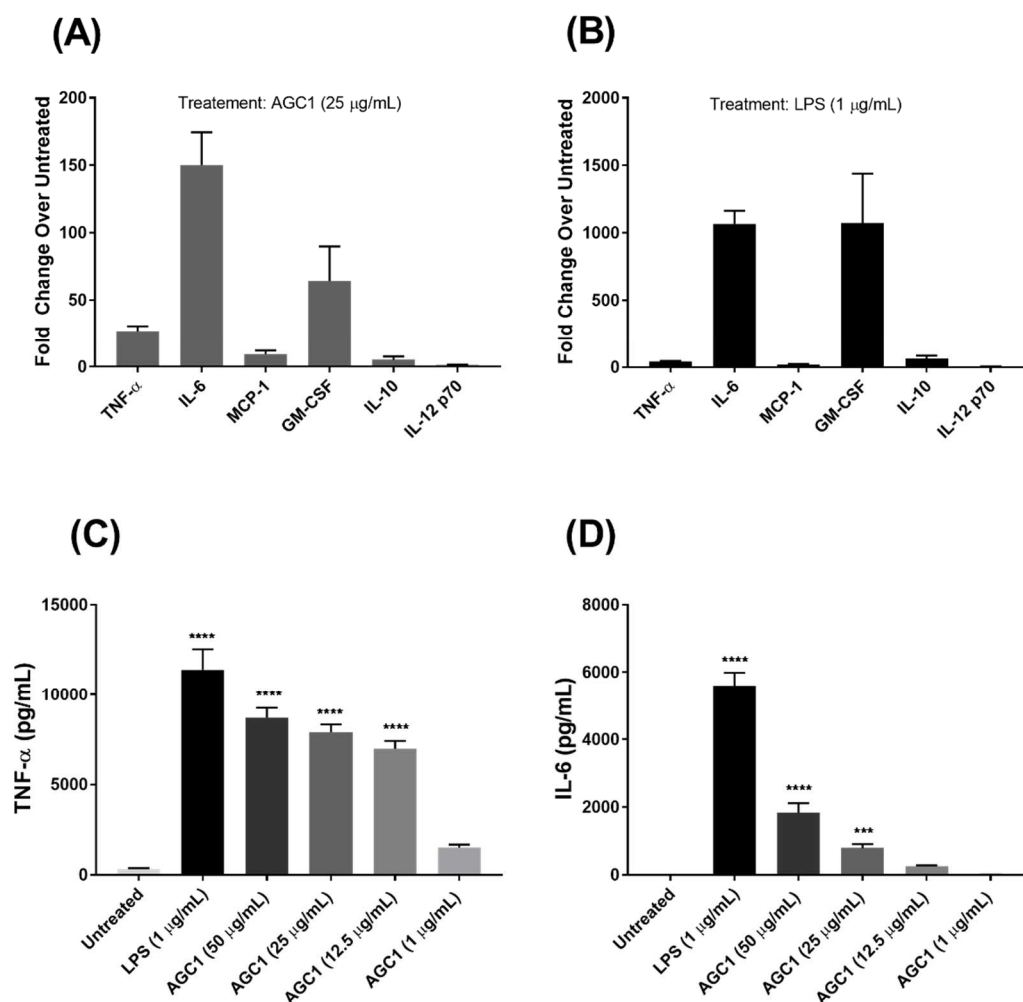 (A)
Treatement: AGC1 (25 μg/mL)
Fold Change Over Untreated
200
150
100
50
0
TNF-α
IL-6
MCP-1
GM-CSF
IL-10
IL-12 p70
(B)
Treatment: LPS (1 μg/mL)
Fold Change Over Untreated
2000
1500
1000
500
0
TNF-α
IL-6
MCP-1
GM-CSF
IL-10
IL-12 p70
(C)
TNF-α (pg/mL)
15000
10000
5000
0
****
****
****
****
Untreated
LPS (1 μg/mL)
AGC1 (50 μg/mL)
AGC1 (25 μg/mL)
AGC1 (12.5 μg/mL)
AGC1 (1 μg/mL)
(D)
IL-6 (pg/mL)
8000
6000
4000
2000
0
****
****
***
Untreated
LPS (1 μg/mL)
AGC1 (50 μg/mL)
AGC1 (25 μg/mL)
AGC1 (12.5 μg/mL)
AGC1 (1 μg/mL)